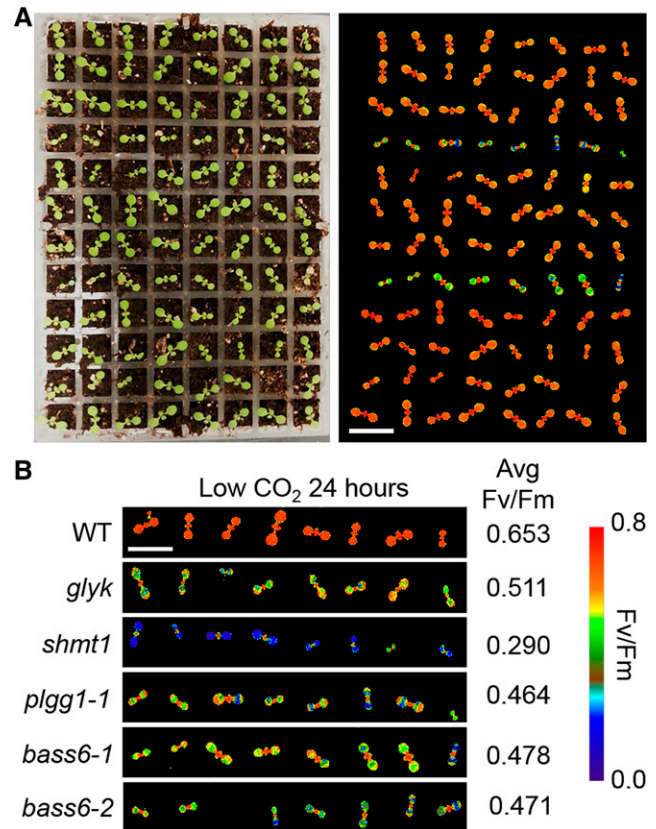 A
B
Low CO₂ 24 hours
Avg
Fv/Fm
WT
0.653
glyk
0.511
shmt1
0.290
plgg1-1
0.464
bass6-1
0.478
bass6-2
0.471
0.8
Fv/Fm
0.0